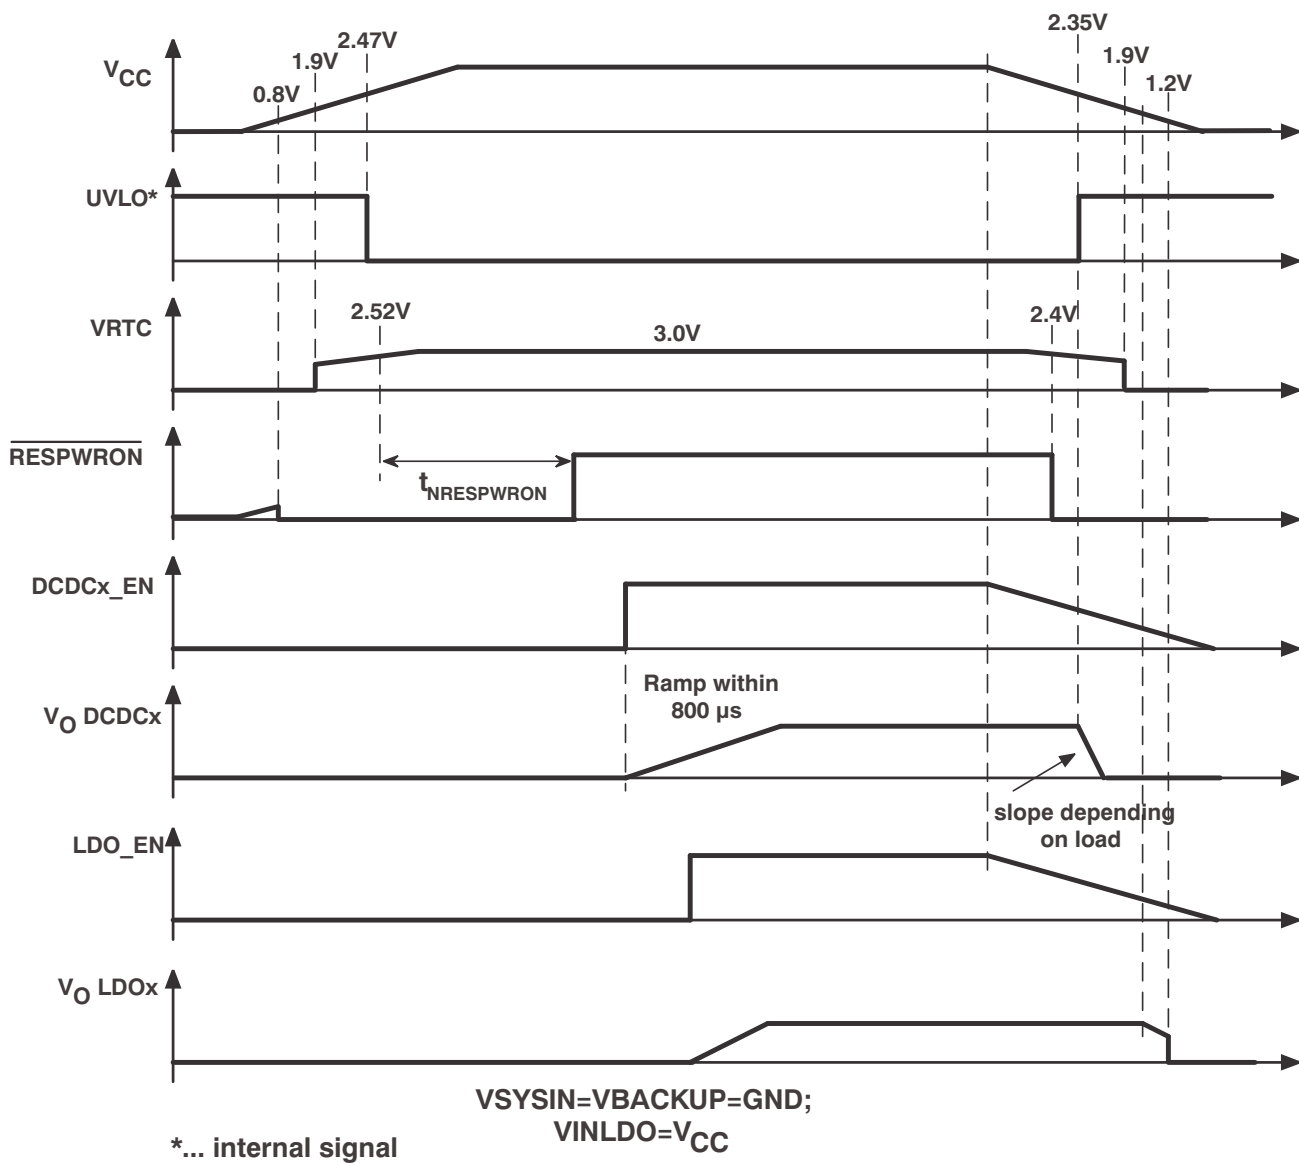 2.47V
2.35V
VCC
1.9V
1.9V
0.8V
1.2V
UVLO*
VRTC
2.52V
3.0V
2.4V
RESPWRON
tNRESPWRON
DCDCx_EN
Ramp within
800 µs
VO DCDCx
slope depending
on load
LDO_EN
VO LDOx
VSYSIN=VBACKUP=GND;
VINLDO=VCC
*... internal signal